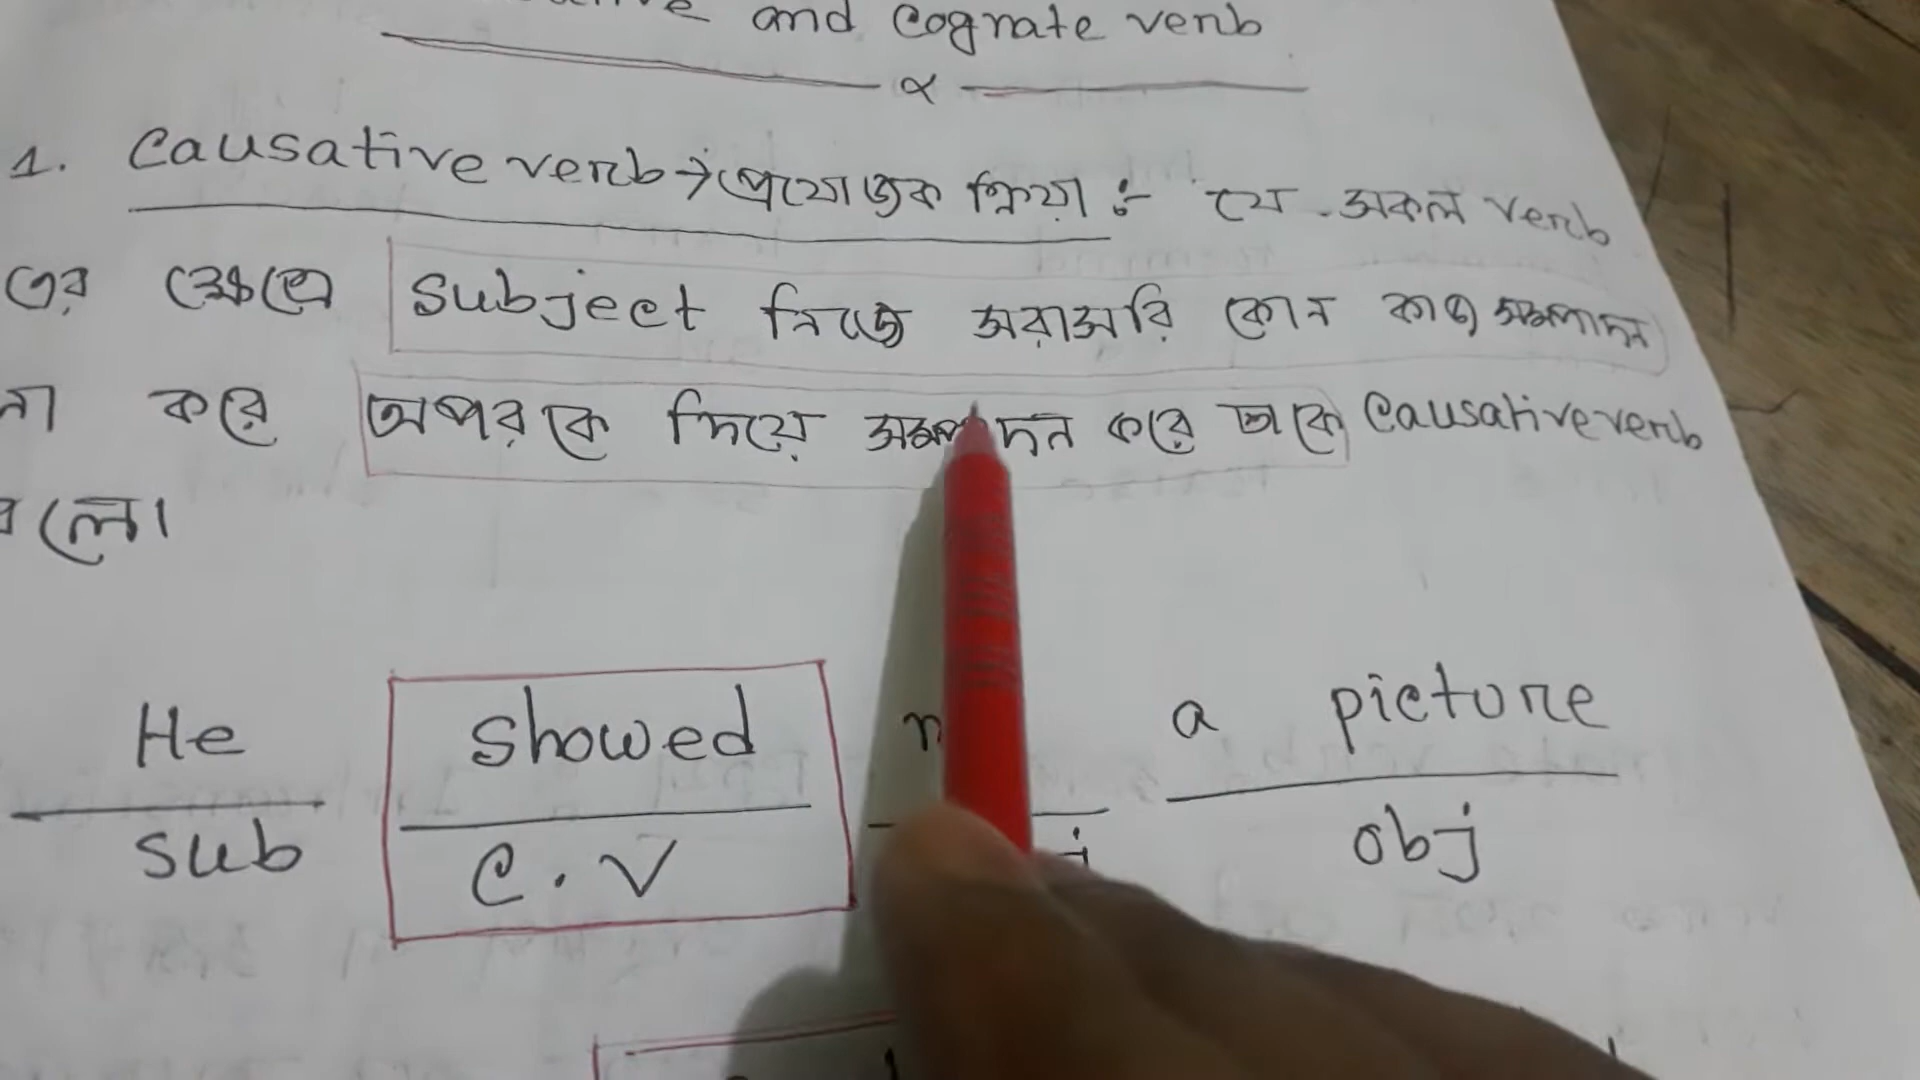 and Cognate verb
1. Causative verb → প্রযোজক ক্রিয়া :- যে সকল verb
এর ক্ষেত্রে Subject নিজে সরাসরি কোন কাজ সম্পাদন
না করে অপরকে দিয়ে সম্পাদন করে তাকে Causative verb
বলে।
He showed a picture
sub C.V obj